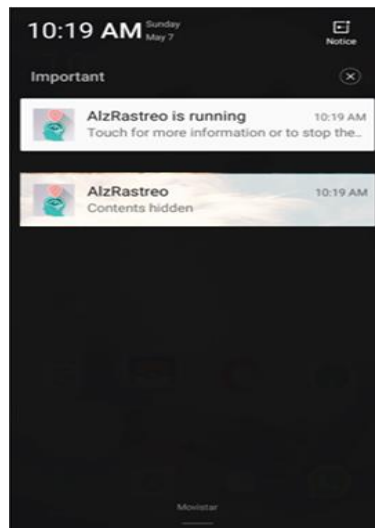 10:19 AM Sunday
May 7
Notice
Important
AlzRastreo is running 10:19 AM
Touch for more information or to stop the..
AlzRastreo 10:19 AM
Contents hidden
Movistar